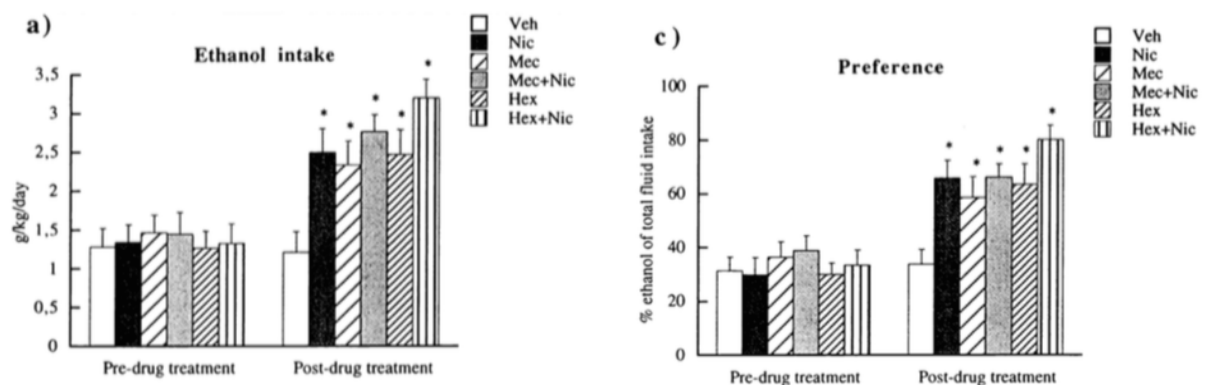 a)
Ethanol intake
Veh
Nic
Mec
Mec+Nic
Hex
Hex+Nic
g/kg/day
3,5
3
2,5
2
1,5
1
0,5
0
* * * * *
Pre-drug treatment
Post-drug treatment
c)
Preference
Veh
Nic
Mec
Mec+Nic
Hex
Hex+Nic
% ethanol of total fluid intake
100
80
60
40
20
0
* * * * *
Pre-drug treatment
Post-drug treatment